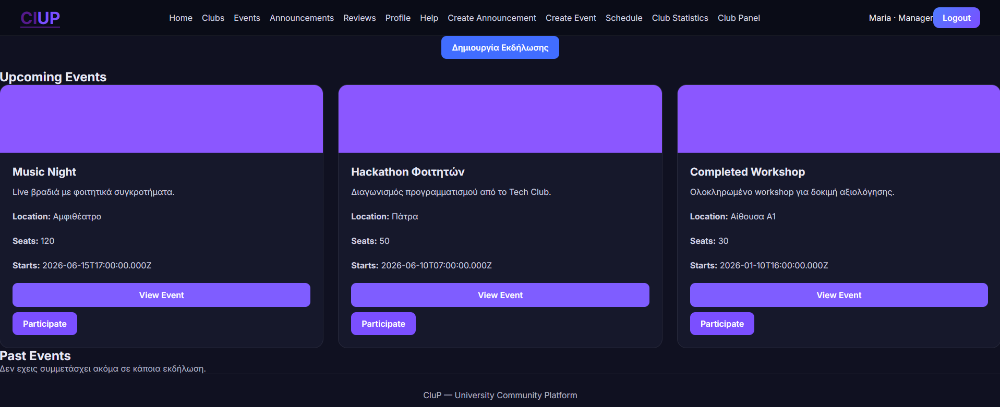 CIUP
Home Clubs Events Announcements Reviews Profile Help Create Announcement Create Event Schedule Club Statistics Club Panel
Maria · Manager Logout
Δημιουργία Εκδήλωσης
Upcoming Events
Music Night
Live βραδιά με φοιτητικά συγκροτήματα.
Location: Αμφιθέατρο
Seats: 120
Starts: 2026-06-15T17:00:00.000Z
View Event
Participate
Hackathon Φοιτητών
Διαγωνισμός προγραμματισμού από το Tech Club.
Location: Πάτρα
Seats: 50
Starts: 2026-06-10T07:00:00.000Z
View Event
Participate
Completed Workshop
Ολοκληρωμένο workshop για δοκιμή αξιολόγησης.
Location: Αίθουσα Α1
Seats: 30
Starts: 2026-01-10T16:00:00.000Z
View Event
Participate
Past Events
Δεν εχεις συμμετάσχει ακόμα σε κάποια εκδήλωση.
CluP — University Community Platform